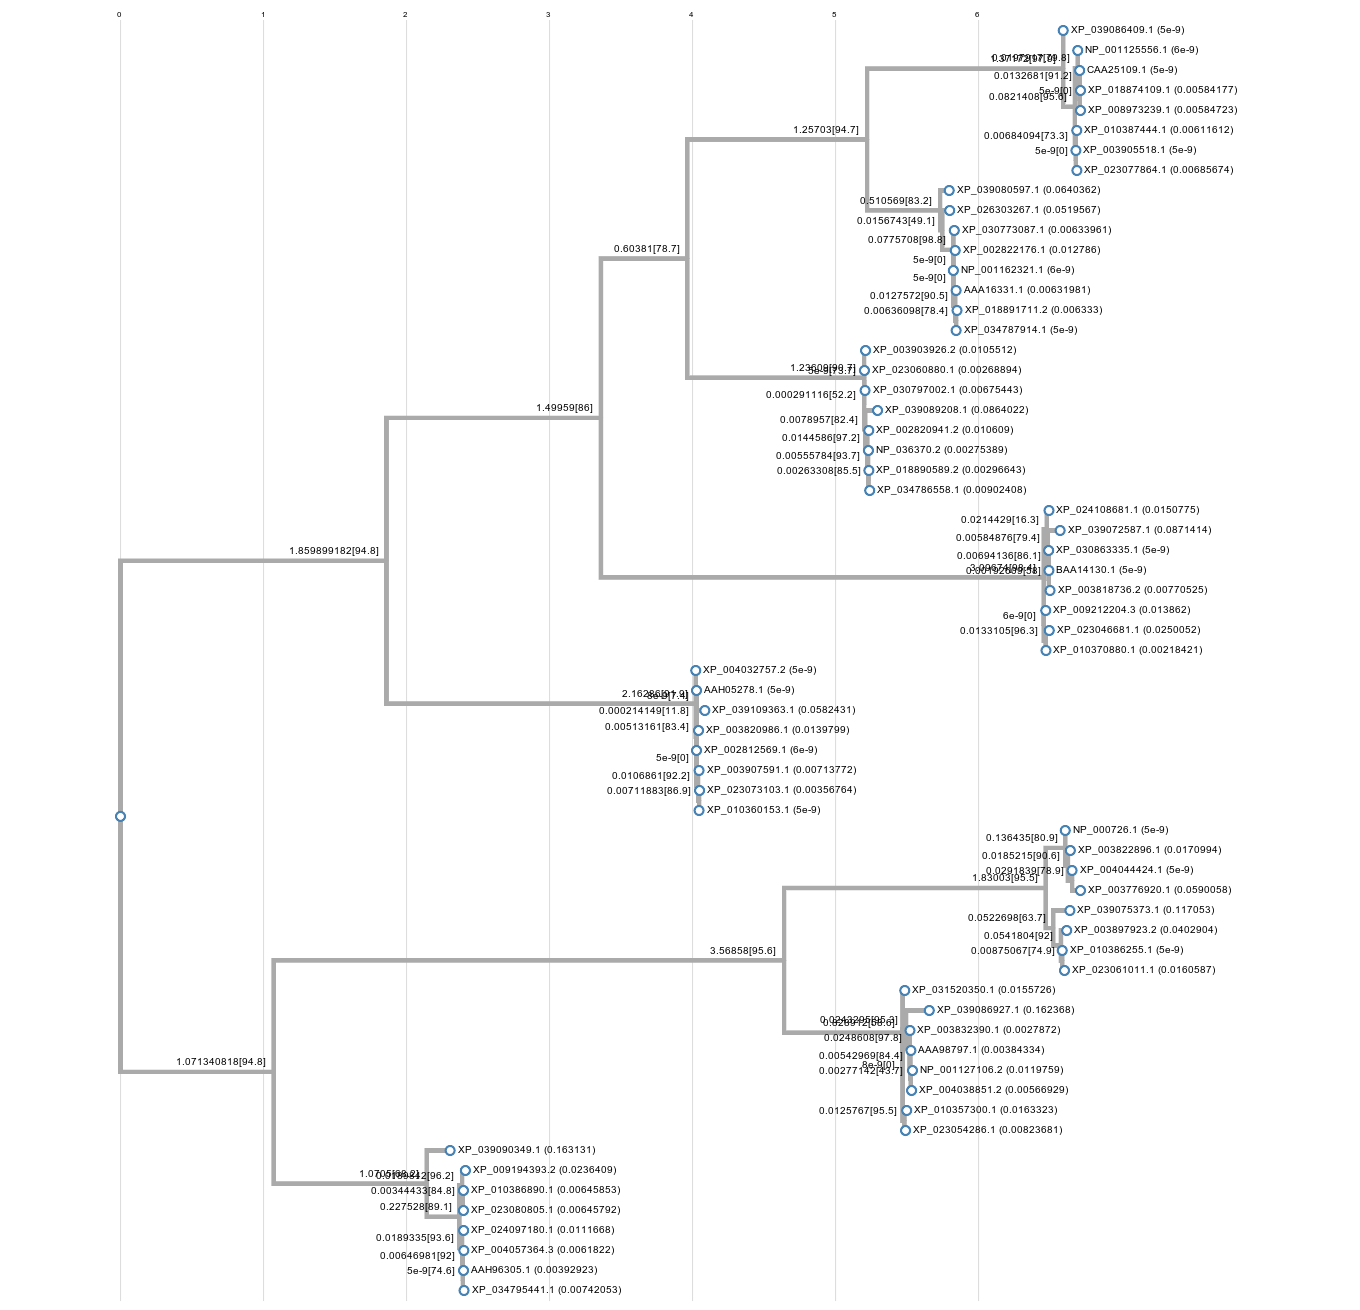 0 1 2 3 4 5 6
XP_039086409.1 (5e-9)
NP_001125556.1 (6e-9)
CAA25109.1 (5e-9)
0.0132681[91.2]
XP_018874109.1 (0.00584177)
5e-9[0]
0.0821408[95.6]
XP_008973239.1 (0.00584723)
1.25703[94.7]
XP_010387444.1 (0.00611612)
0.00684094[73.3]
XP_003905518.1 (5e-9)
5e-9[0]
XP_023077864.1 (0.00685674)
XP_039080597.1 (0.0640362)
0.510569[83.2]
XP_026303267.1 (0.0519567)
0.0156743[49.1]
XP_030773087.1 (0.00633961)
0.0775708[98.8]
0.60381[78.7]
XP_002822176.1 (0.012786)
5e-9[0]
NP_001162321.1 (6e-9)
5e-9[0]
AAA16331.1 (0.00631981)
0.0127572[90.5]
XP_018891711.2 (0.006333)
0.00636098[78.4]
XP_034787914.1 (5e-9)
XP_003903926.2 (0.0105512)
XP_023060880.1 (0.00268894)
XP_030797002.1 (0.00675443)
0.000291116[52.2]
1.49959[86]
XP_039089208.1 (0.0864022)
0.0078957[82.4]
XP_002820941.2 (0.010609)
0.0144586[97.2]
NP_036370.2 (0.00275389)
0.00555784[93.7]
XP_018890589.2 (0.00296643)
0.00263308[85.5]
XP_034786558.1 (0.00902408)
XP_024108681.1 (0.0150775)
0.0214429[16.3]
XP_039072587.1 (0.0871414)
0.00584876[79.4]
1.859899182[94.8]
XP_030863335.1 (5e-9)
0.00694136[86.1]
BAA14130.1 (5e-9)
XP_003818736.2 (0.00770525)
XP_009212204.3 (0.013862)
6e-9[0]
XP_023046681.1 (0.0250052)
0.0133105[96.3]
XP_010370880.1 (0.00218421)
XP_004032757.2 (5e-9)
AAH05278.1 (5e-9)
XP_039109363.1 (0.0582431)
0.000214149[11.8]
0.00513161[83.4]
XP_003820986.1 (0.0139799)
XP_002812569.1 (6e-9)
5e-9[0]
XP_003907591.1 (0.00713772)
0.0106861[92.2]
XP_023073103.1 (0.00356764)
0.00711883[86.9]
XP_010360153.1 (5e-9)
NP_000726.1 (5e-9)
0.136435[80.9]
XP_003822896.1 (0.0170994)
0.0185215[90.6]
XP_004044424.1 (5e-9)
0.0291839[78.9]
1.83003[95.5]
XP_003776920.1 (0.0590058)
XP_039075373.1 (0.117053)
0.0522698[63.7]
XP_003897923.2 (0.0402904)
0.0541804[92]
3.56858[95.6]
XP_010386255.1 (5e-9)
0.00875067[74.9]
XP_023061011.1 (0.0160587)
XP_031520350.1 (0.0155726)
XP_039086927.1 (0.162368)
XP_003832390.1 (0.0027872)
0.0248608[97.8]
AAA98797.1 (0.00384334)
0.00542969[84.4]
1.071340818[94.8]
NP_001127106.2 (0.0119759)
0.00277142[43.7]
XP_004038851.2 (0.00566929)
XP_010357300.1 (0.0163323)
0.0125767[95.5]
XP_023054286.1 (0.00823681)
XP_039090349.1 (0.163131)
XP_009194393.2 (0.0236409)
XP_010386890.1 (0.00645853)
0.00344433[84.8]
0.227528[89.1]
XP_023080805.1 (0.00645792)
XP_024097180.1 (0.0111668)
0.0189335[93.6]
XP_004057364.3 (0.0061822)
0.00646981[92]
AAH96305.1 (0.00392923)
5e-9[74.6]
XP_034795441.1 (0.00742053)